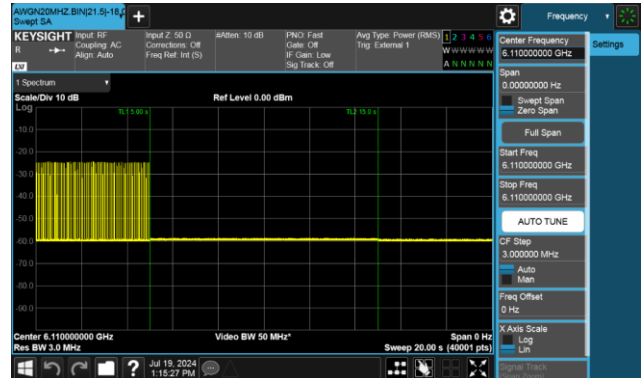 AWGN20MHZ.BIN|21.5|-18,
Swept SA
Frequency
KEYSIGHT
R
LXI
Input: RF
Coupling: AC
Align: Auto
Input Z: 50 Ω
Corrections: Off
Freq Ref: Int (S)
#Atten: 10 dB
PNO: Fast
Gate: Off
IF Gain: Low
Sig Track: Off
Avg Type: Power (RMS)
Trig: External 1
1 2 3 4 5 6
W W W W W W
A N N N N N
1 Spectrum
Scale/Div 10 dB
Ref Level 0.00 dBm
Log
TL1 5.00 s
TL2 15.0 s
-10.0
-20.0
-30.0
-40.0
-50.0
-60.0
-70.0
-80.0
-90.0
Center 6.110000000 GHz
Video BW 50 MHz*
Span 0 Hz
Res BW 3.0 MHz
Sweep 20.00 s (40001 pts)
Jul 19, 2024
1:15:27 PM
Center Frequency
6.110000000 GHz
Settings
Span
0.00000000 Hz
Swept Span
Zero Span
Full Span
Start Freq
6.110000000 GHz
Stop Freq
6.110000000 GHz
AUTO TUNE
CF Step
3.000000 MHz
Auto
Man
Freq Offset
0 Hz
X Axis Scale
Log
Lin
Signal Track
(Span Zoom)